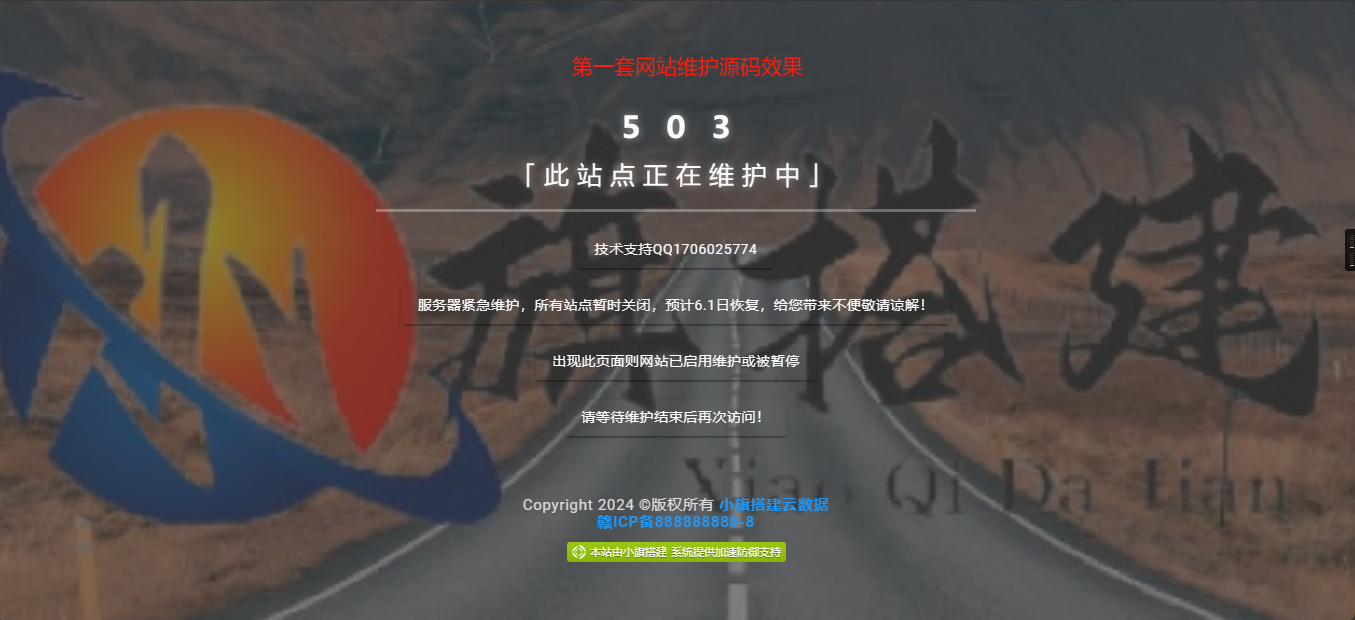 第一套网站维护源码效果
503
「此站点正在维护中」
技术支持QQ1706025774
服务器紧急维护，所有站点暂时关闭，预计6.1日恢复，给您带来不便敬请谅解！
出现此页面则网站已启用维护或被暂停
请等待维护结束后再次访问！
旗搭建
Xiao Qi Da Jian
Copyright 2024 ©版权所有 小旗搭建云数据
赣ICP备888888888-8
本站由小旗搭建 系统提供加速防御支持